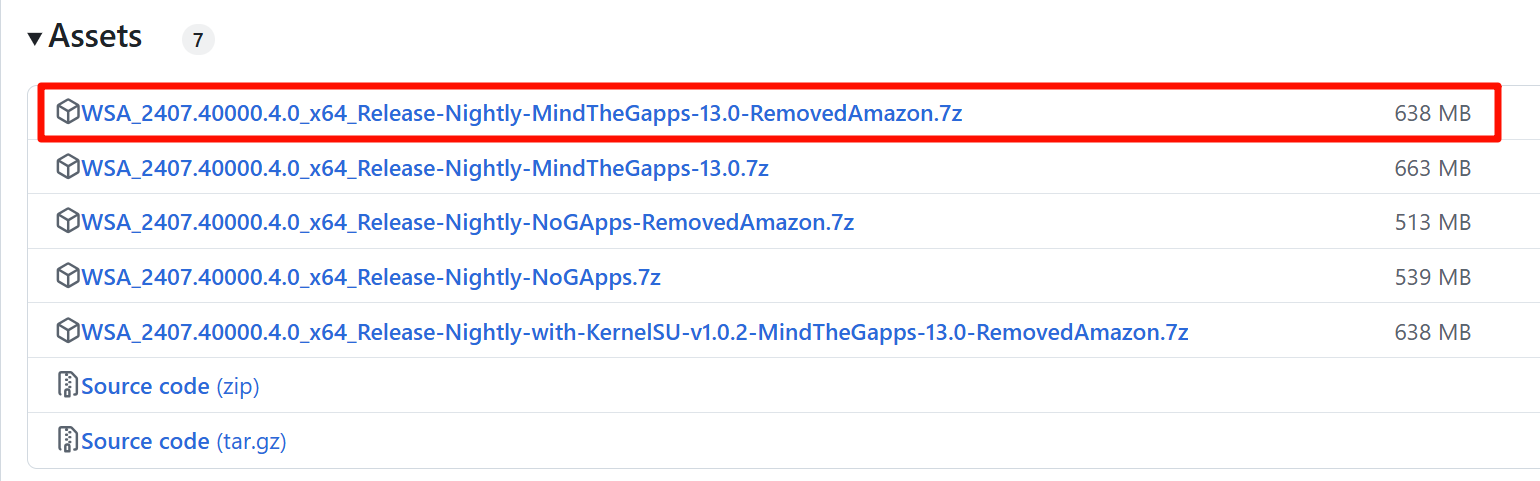 Assets 7
WSA_2407.40000.4.0_x64_Release-Nightly-MindTheGapps-13.0-RemovedAmazon.7z 638 MB
WSA_2407.40000.4.0_x64_Release-Nightly-MindTheGapps-13.0.7z 663 MB
WSA_2407.40000.4.0_x64_Release-Nightly-NoGApps-RemovedAmazon.7z 513 MB
WSA_2407.40000.4.0_x64_Release-Nightly-NoGApps.7z 539 MB
WSA_2407.40000.4.0_x64_Release-Nightly-with-KernelSU-v1.0.2-MindTheGapps-13.0-RemovedAmazon.7z 638 MB
Source code (zip)
Source code (tar.gz)